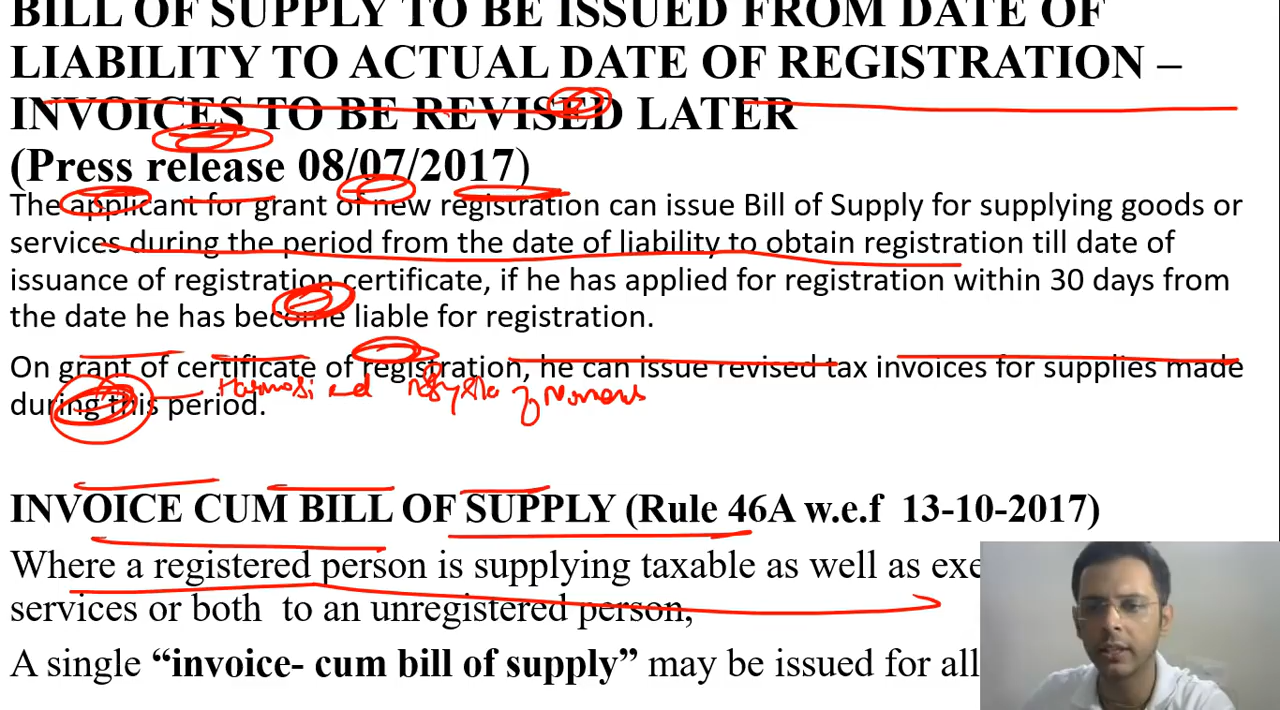 BILL OF SUPPLY TO BE ISSUED FROM DATE OF
LIABILITY TO ACTUAL DATE OF REGISTRATION –
INVOICES TO BE REVISED LATER
(Press release 08/07/2017)
The applicant for grant of new registration can issue Bill of Supply for supplying goods or
services during the period from the date of liability to obtain registration till date of
issuance of registration certificate, if he has applied for registration within 30 days from
the date he has become liable for registration.
On grant of certificate of registration, he can issue revised tax invoices for supplies made
during this period.
INVOICE CUM BILL OF SUPPLY (Rule 46A w.e.f 13-10-2017)
Where a registered person is supplying taxable as well as exe
services or both to an unregistered person,
A single “invoice- cum bill of supply” may be issued for all